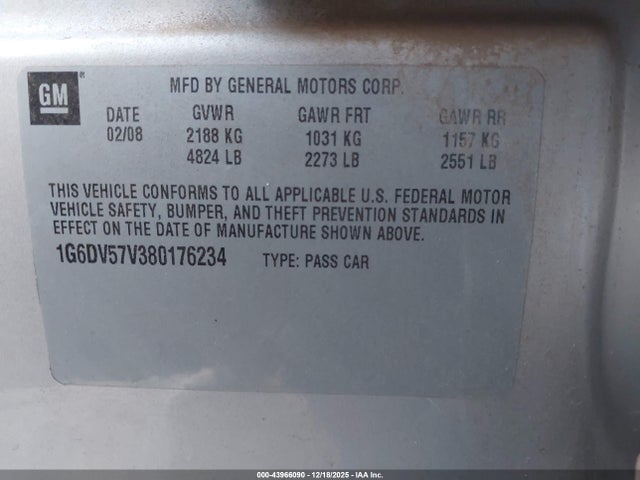 GM®
MFD BY GENERAL MOTORS CORP.
DATE GVWR GAWR FRT GAWR RR
02/08 2188 KG 1031 KG 1157 KG
4824 LB 2273 LB 2551 LB
THIS VEHICLE CONFORMS TO ALL APPLICABLE U.S. FEDERAL MOTOR
VEHICLE SAFETY, BUMPER, AND THEFT PREVENTION STANDARDS IN
EFFECT ON THE DATE OF MANUFACTURE SHOWN ABOVE.
1G6DV57V380176234 TYPE: PASS CAR
000-43966090 - 12/18/2025 - IAA Inc.